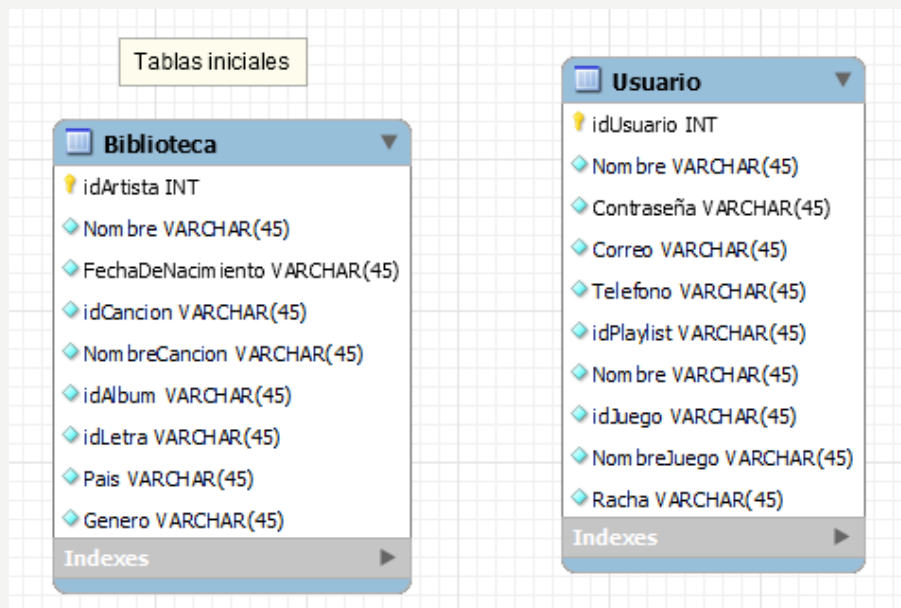 Tablas iniciales
Biblioteca
idArtista INT
Nombre VARCHAR(45)
FechaDeNacimiento VARCHAR(45)
idCancion VARCHAR(45)
NombreCancion VARCHAR(45)
idAlbum VARCHAR(45)
idLetra VARCHAR(45)
Pais VARCHAR(45)
Genero VARCHAR(45)
Indexes
Usuario
idUsuario INT
Nombre VARCHAR(45)
Contraseña VARCHAR(45)
Correo VARCHAR(45)
Telefono VARCHAR(45)
idPlaylist VARCHAR(45)
Nombre VARCHAR(45)
idJuego VARCHAR(45)
NombreJuego VARCHAR(45)
Racha VARCHAR(45)
Indexes